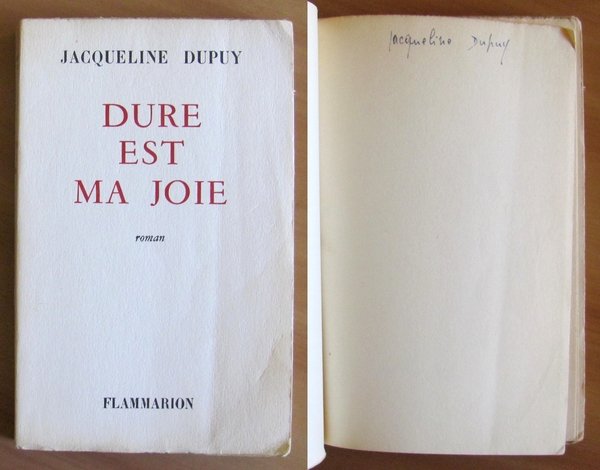 JACQUELINE DUPUY
DURE
EST
MA JOIE
roman
FLAMMARION
Jacqueline Dupuy